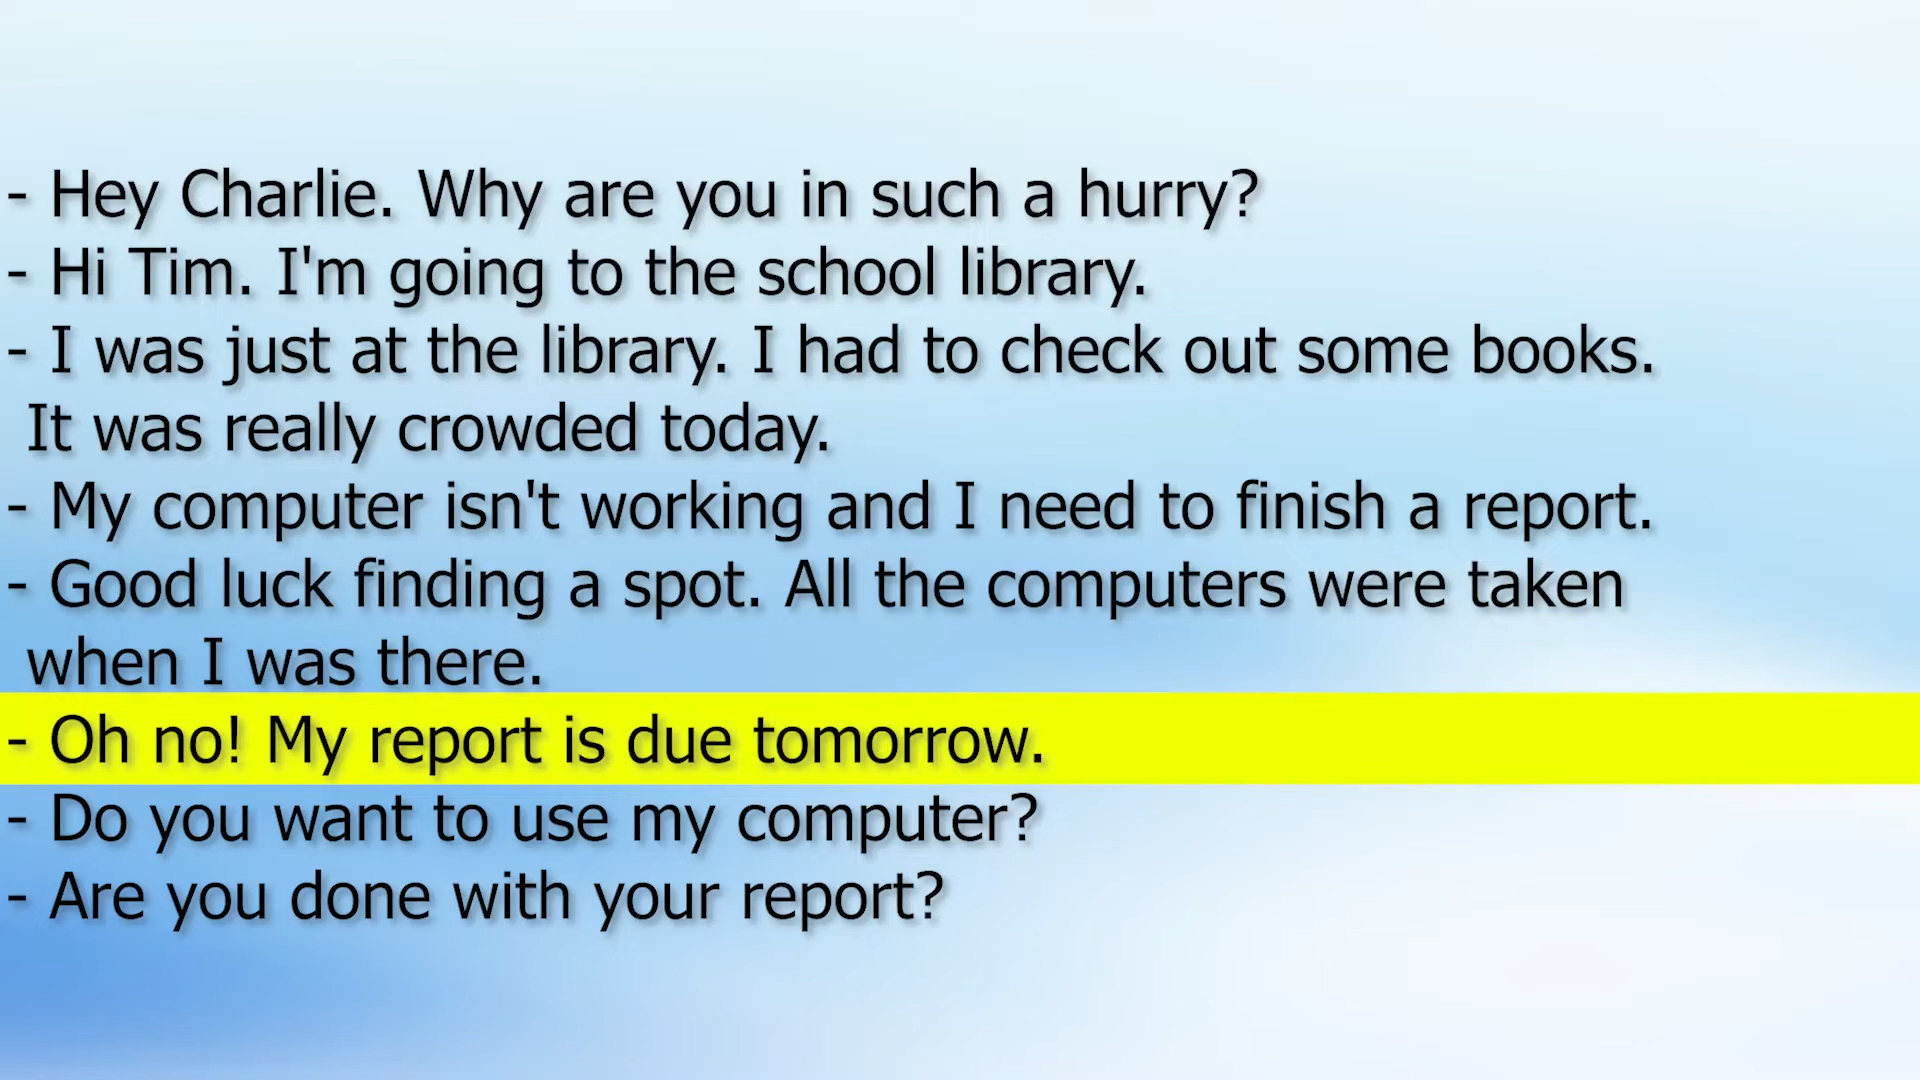 - Hey Charlie. Why are you in such a hurry?
- Hi Tim. I'm going to the school library.
- I was just at the library. I had to check out some books.
It was really crowded today.
- My computer isn't working and I need to finish a report.
- Good luck finding a spot. All the computers were taken
when I was there.
- Oh no! My report is due tomorrow.
- Do you want to use my computer?
- Are you done with your report?